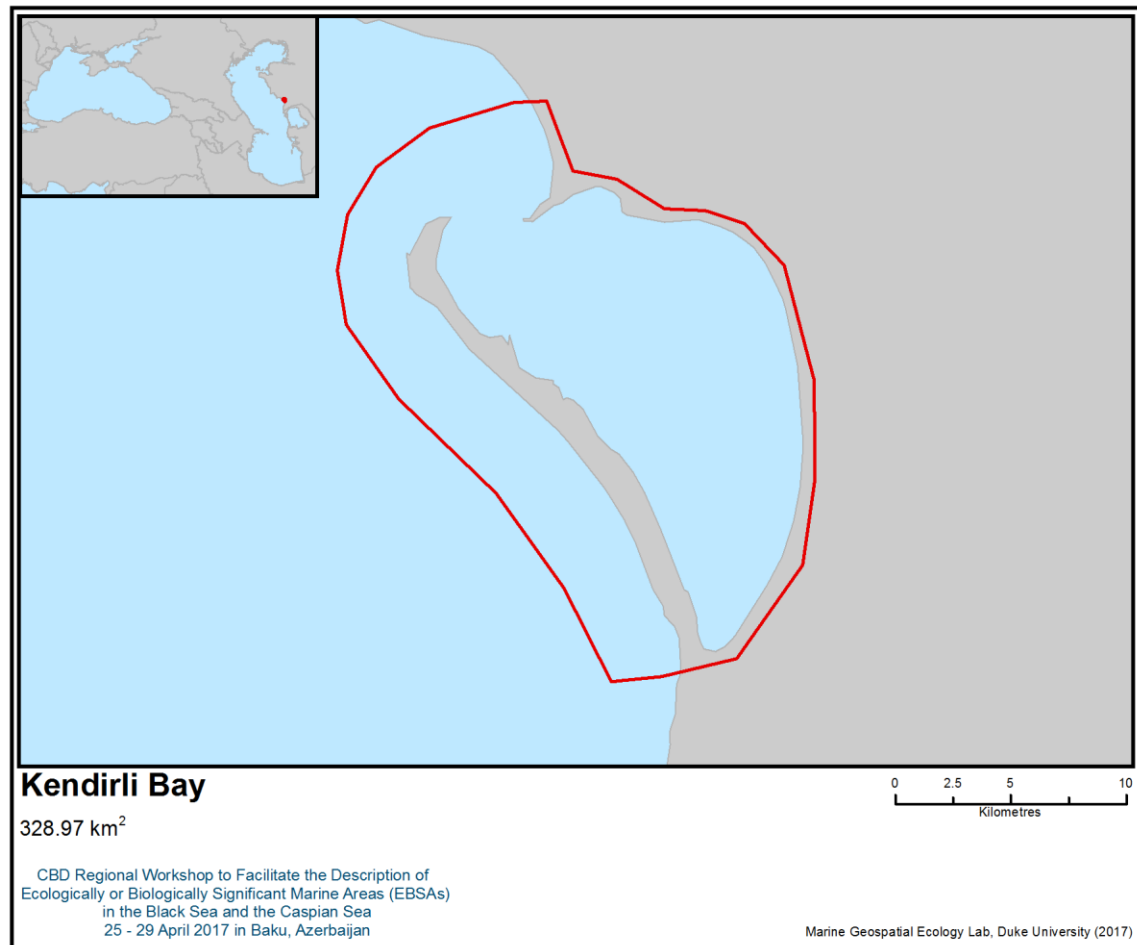 Kendirli Bay
328.97 km²
0 2.5 5 10
Kilometres
CBD Regional Workshop to Facilitate the Description of
Ecologically or Biologically Significant Marine Areas (EBSAs)
in the Black Sea and the Caspian Sea
25 - 29 April 2017 in Baku, Azerbaijan
Marine Geospatial Ecology Lab, Duke University (2017)